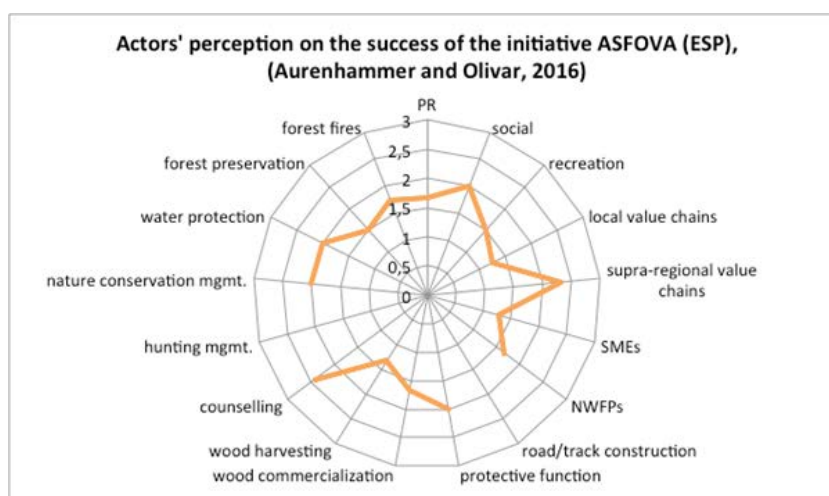 Actors' perception on the success of the initiative ASFOVA (ESP),
(Aurenhammer and Olivar, 2016)
PR
social
recreation
local value chains
supra-regional value
chains
SMEs
NWFPs
road/track construction
protective function
wood commercialization
wood harvesting
counselling
hunting mgmt.
nature conservation mgmt.
water protection
forest preservation
forest fires
3
2,5
2
1,5
1
0,5
0